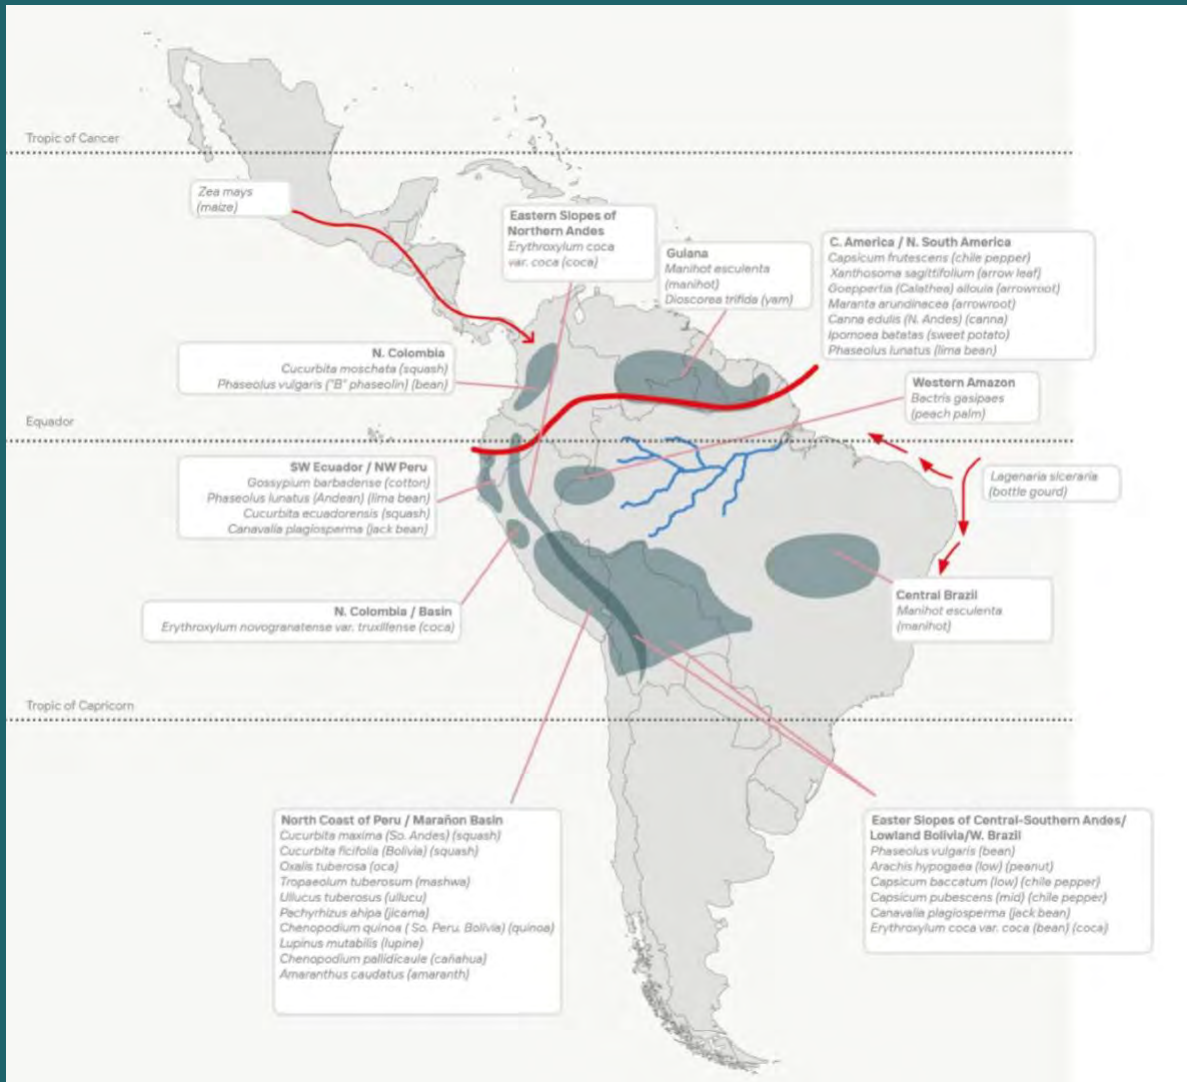 Tropic of Cancer
Zea mays
(maize)
Eastern Slopes of
Northern Andes
Erythroxylum coca
var. coca (coca)
Guiana
Manihot esculenta
(manihot)
Dioscorea trifida (yam)
C. America / N. South America
Capsicum frutescens (chile pepper)
Xanthosoma sagittifolium (arrow leaf)
Goeppertia (Calathea) allouia (arrowroot)
Maranta arundinacea (arrowroot)
Canna edulis (N. Andes) (canna)
Ipomoea batatas (sweet potato)
Phaseolus lunatus (lima bean)
N. Colombia
Cucurbita moschata (squash)
Phaseolus vulgaris ("B" phaseolin) (bean)
Western Amazon
Bactris gasipaes
(peach palm)
Equador
SW Ecuador / NW Peru
Gossypium barbadense (cotton)
Phaseolus lunatus (Andean) (lima bean)
Cucurbita ecuadorensis (squash)
Canavalia plagiosperma (jack bean)
Lagenaria siceraria
(bottle gourd)
N. Colombia / Basin
Erythroxylum novogranatense var. truxillense (coca)
Central Brazil
Manihot esculenta
(manihot)
Tropic of Capricorn
North Coast of Peru / Marañon Basin
Cucurbita maxima (So. Andes) (squash)
Cucurbita ficifolia (Bolivia) (squash)
Oxalis tuberosa (oca)
Tropaeolum tuberosum (mashwa)
Ullucus tuberosus (ullucu)
Pachyrhizus ahipa (jicama)
Chenopodium quinoa ( So. Peru. Bolivia) (quinoa)
Lupinus mutabilis (lupine)
Chenopodium pallidicaule (cañahua)
Amaranthus caudatus (amaranth)
Easter Slopes of Central-Southern Andes/
Lowland Bolivia/W. Brazil
Phaseolus vulgaris (bean)
Arachis hypogaea (low) (peanut)
Capsicum baccatum (low) (chile pepper)
Capsicum pubescens (mid) (chile pepper)
Canavalia plagiosperma (jack bean)
Erythroxylum coca var. coca (bean) (coca)